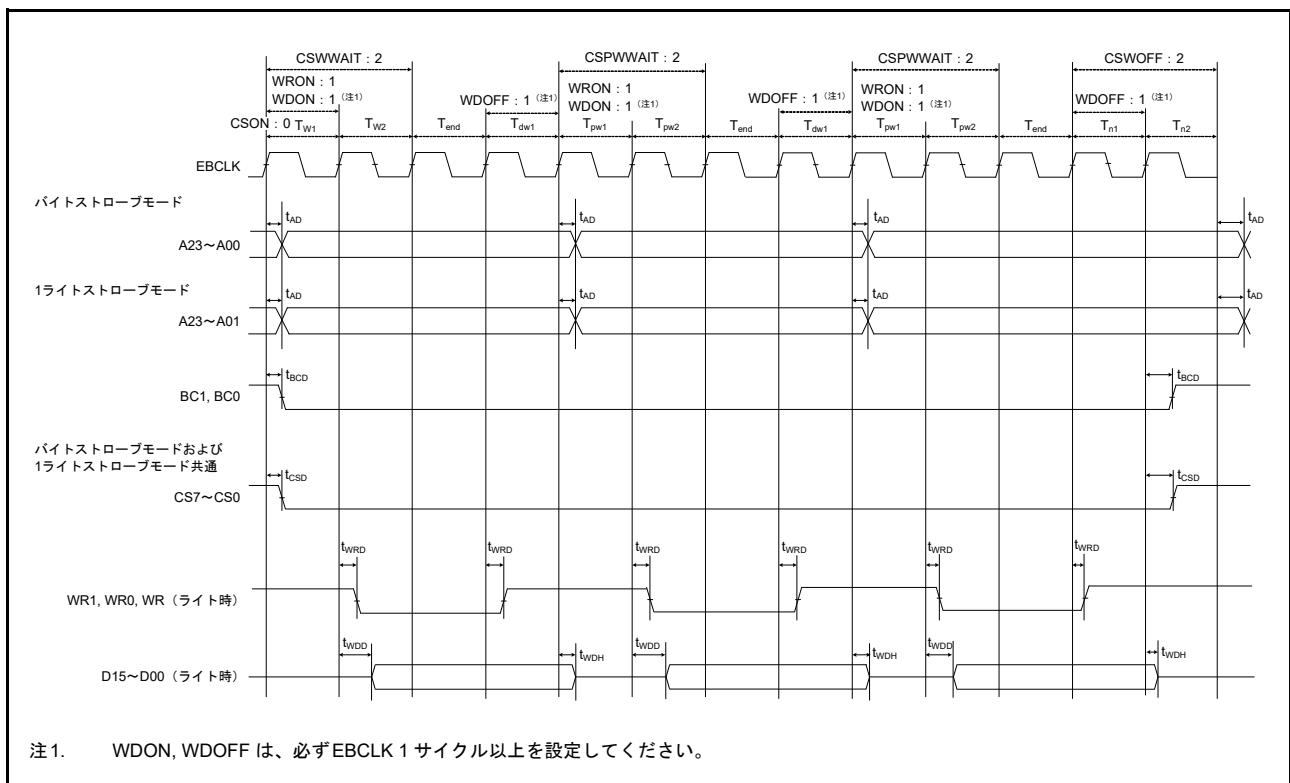 CSWWAIT：2 CSPWWAIT：2 CSPWWAIT：2 CSWOFF：2
WRON：1 WRON：1 WRON：1
WDON：1（注1） WDOFF：1（注1） WDON：1（注1） WDOFF：1（注1） WDON：1（注1） WDOFF：1（注1）
CSON：0 TW1 TW2 Tend Tdw1 Tpw1 Tpw2 Tend Tdw1 Tpw1 Tpw2 Tend Tn1 Tn2
EBCLK
バイトストローブモード
tAD tAD tAD tAD
A23～A00
1ライトストローブモード
tAD tAD tAD tAD
A23～A01
tBCD tBCD
BC1, BC0
バイトストローブモードおよび
1ライトストローブモード共通
tCSD tCSD
CS7～CS0
tWRD tWRD tWRD tWRD tWRD tWRD
WR1, WR0, WR（ライト時）
tWDD tWDH tWDD tWDH tWDD tWDH
D15～D00（ライト時）
注1. WDON, WDOFF は、必ずEBCLK 1 サイクル以上を設定してください。